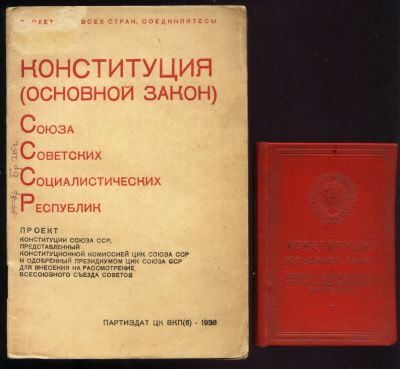 ВСЕХ СТРАН, СОЕДИНЯЙТЕСЬ
КОНСТИТУЦИЯ
(ОСНОВНОЙ ЗАКОН)
СОЮЗА
СОВЕТСКИХ
СОЦИАЛИСТИЧЕСКИХ
РЕСПУБЛИК
ПРОЕКТ
КОНСТИТУЦИИ СОЮЗА ССР,
ПРЕДСТАВЛЕННЫЙ
КОНСТИТУЦИОННОЙ КОМИССИЕЙ ЦИК СОЮЗА ССР
И ОДОБРЕННЫЙ ПРЕЗИДИУМОМ ЦИК СОЮЗА ССР
ДЛЯ ВНЕСЕНИЯ НА РАССМОТРЕНИЕ
ВСЕСОЮЗНОГО СЪЕЗДА СОВЕТОВ
ПАРТИЗДАТ ЦК ВКП(б) - 1936
КОНСТИТУЦИЯ
(ОСНОВНОЙ ЗАКОН)